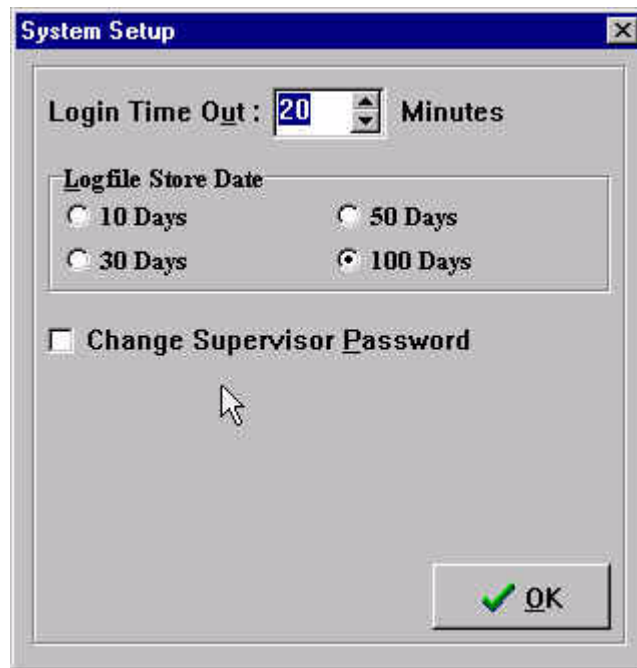 System Setup
Login Time Out : 20 Minutes
Logfile Store Date
10 Days 50 Days
30 Days 100 Days
Change Supervisor Password
OK